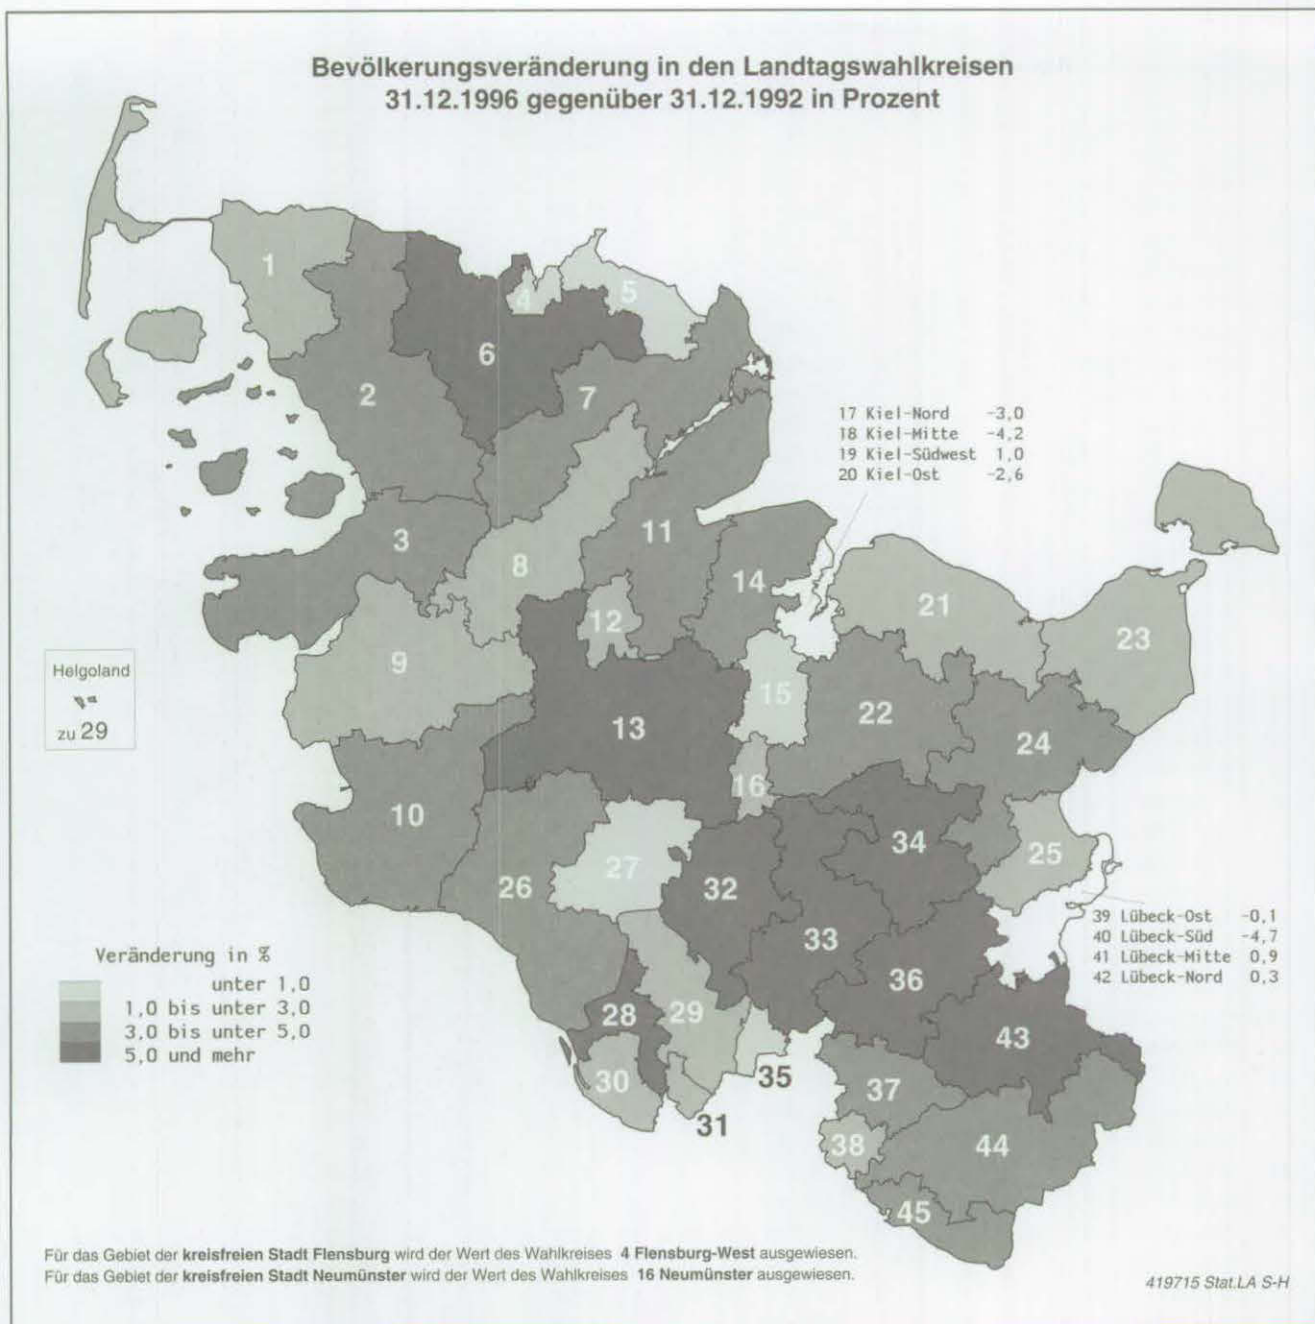 Bevölkerungsveränderung in den Landtagswahlkreisen
31.12.1996 gegenüber 31.12.1992 in Prozent
1
4
5
6
2
7
17 Kiel-Nord -3,0
18 Kiel-Mitte -4,2
19 Kiel-Südwest 1,0
20 Kiel-Ost -2,6
3
11
8
14
12
21
23
9
Helgoland
zu 29
15
22
13
24
16
10
34
25
27
26
32
39 Lübeck-Ost -0,1
40 Lübeck-Süd -4,7
41 Lübeck-Mitte 0,9
42 Lübeck-Nord 0,3
33
Veränderung in %
unter 1,0
1,0 bis unter 3,0
3,0 bis unter 5,0
5,0 und mehr
36
28
29
43
30
35
37
31
38
44
45
Für das Gebiet der kreisfreien Stadt Flensburg wird der Wert des Wahlkreises 4 Flensburg-West ausgewiesen.
Für das Gebiet der kreisfreien Stadt Neumünster wird der Wert des Wahlkreises 16 Neumünster ausgewiesen.
419715 Stat.LA S-H